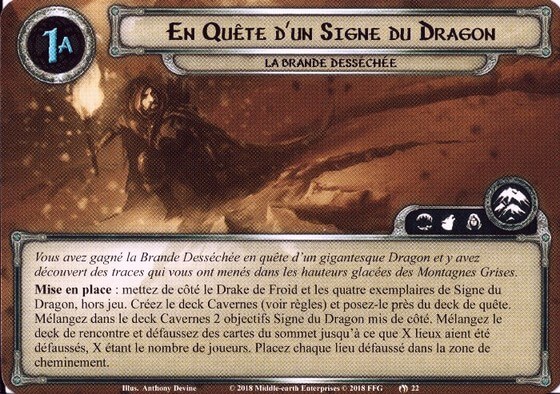 1A
En Quête d'un Signe du Dragon
La Brande Desséchée
Vous avez gagné la Brande Desséchée en quête d'un gigantesque Dragon et y avez
découvert des traces qui vous ont menés dans les hauteurs glacées des Montagnes Grises.
Mise en place : mettez de côté le Drake de Froid et les quatre exemplaires de Signe du
Dragon, hors jeu. Créez le deck Cavernes (voir règles) et posez-le près du deck de quête.
Mélangez dans le deck Cavernes 2 objectifs Signe du Dragon mis de côté. Mélangez le
deck de rencontre et défaussez des cartes du sommet jusqu'à ce que X lieux aient été
défaussés, X étant le nombre de joueurs. Placez chaque lieu défaussé dans la zone de
cheminement.
Illus. Anthony Devine © 2018 Middle-earth Enterprises © 2018 FFG 22